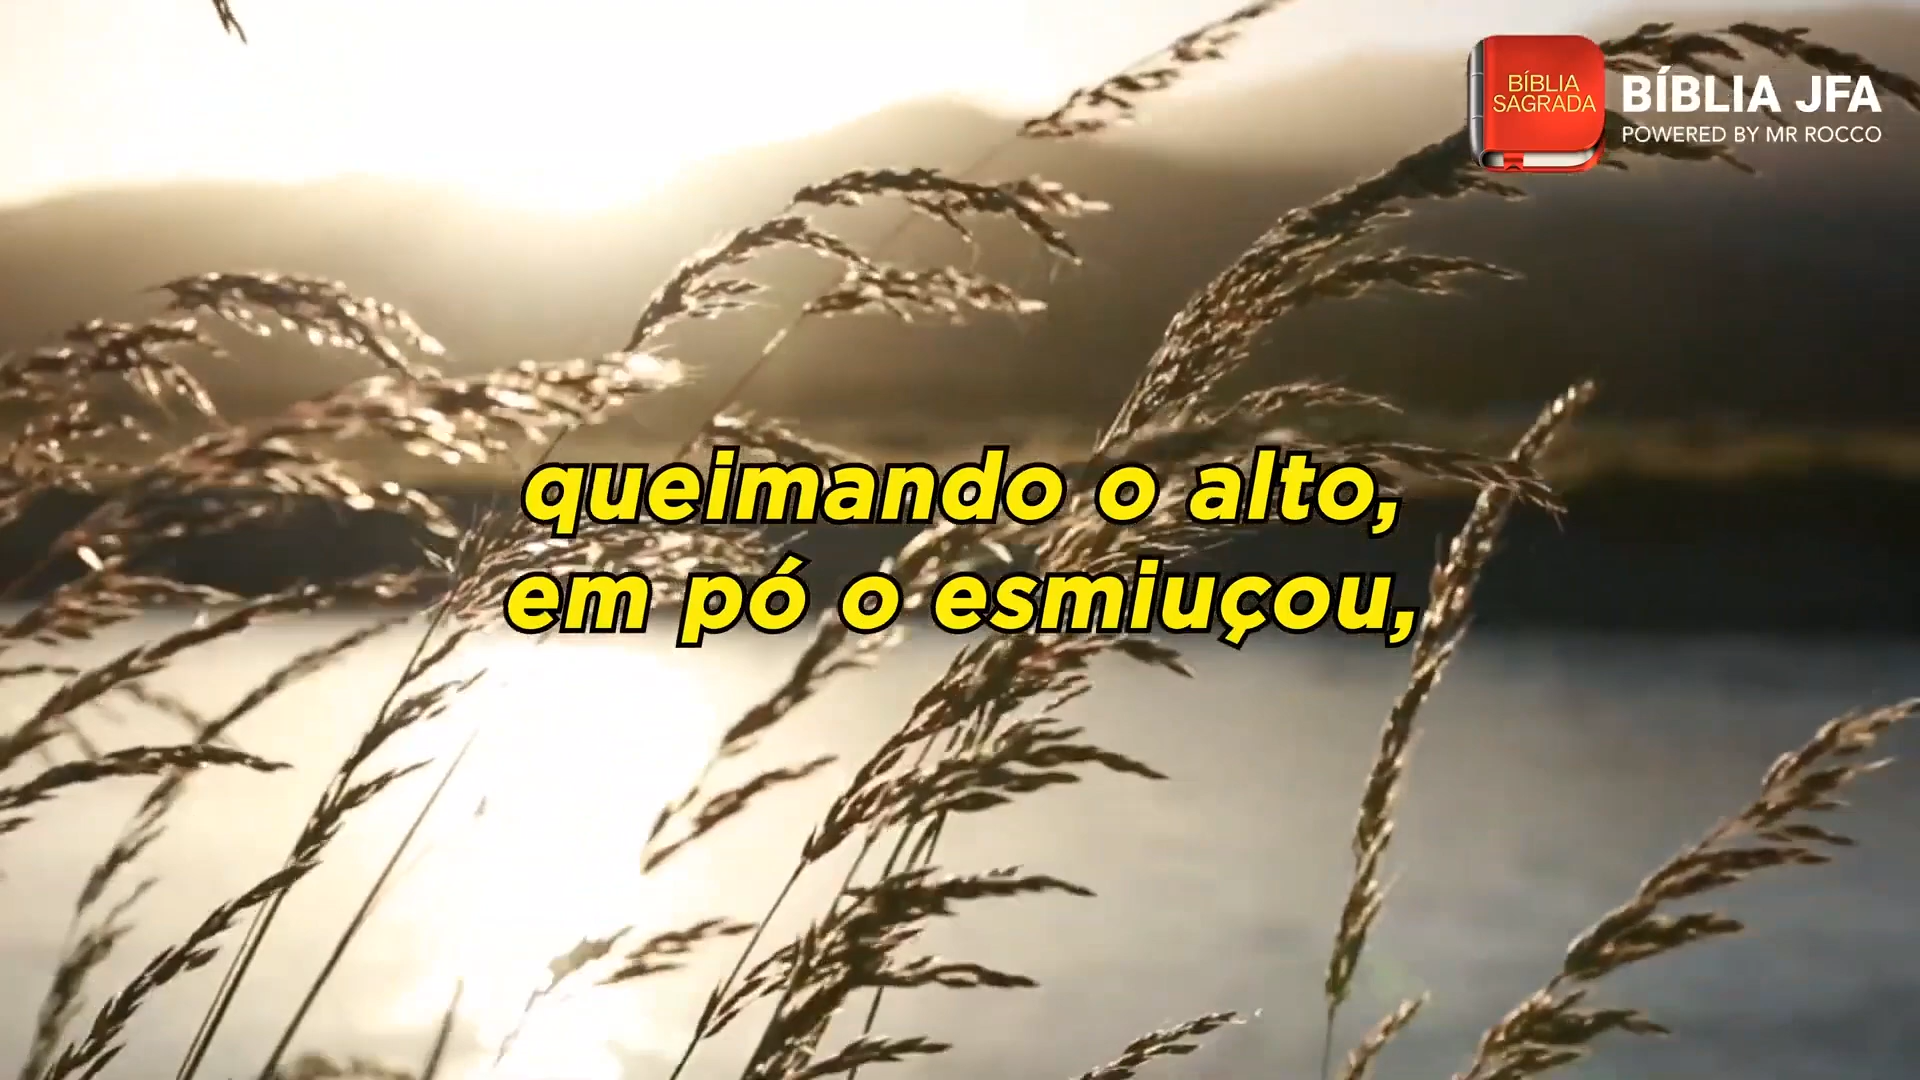 BÍBLIA
SAGRADA
BÍBLIA JFA
POWERED BY MR ROCCO
queimando o alto,
em pó o esmiuçou,